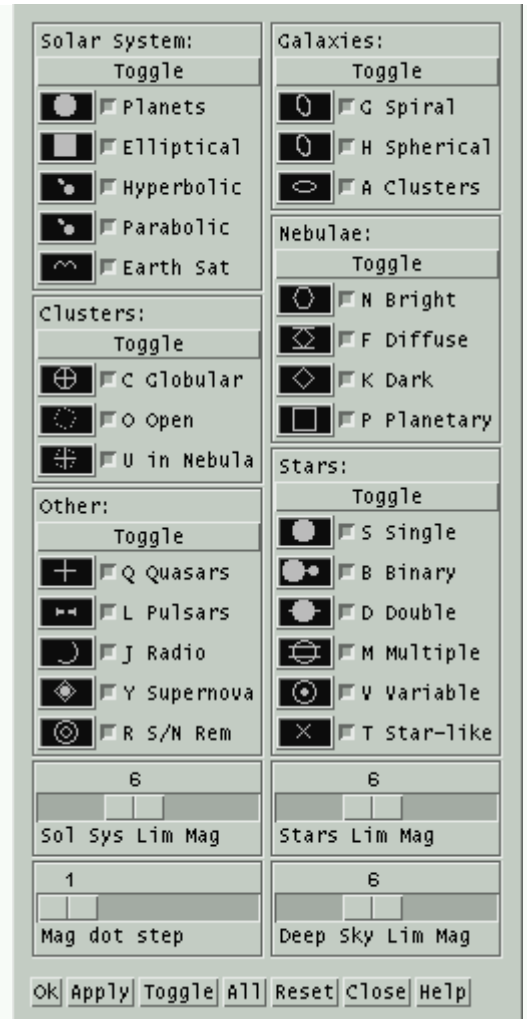 Solar System:
Toggle
Planets
Elliptical
Hyperbolic
Parabolic
Earth Sat
Clusters:
Toggle
C Globular
O Open
U in Nebula
Other:
Toggle
Q Quasars
L Pulsars
J Radio
Y Supernova
R S/N Rem
6
Sol Sys Lim Mag
1
Mag dot step
Galaxies:
Toggle
G Spiral
H Spherical
A Clusters
Nebulae:
Toggle
N Bright
F Diffuse
K Dark
P Planetary
Stars:
Toggle
S Single
B Binary
D Double
M Multiple
V Variable
T Star-like
6
Stars Lim Mag
6
Deep Sky Lim Mag
Ok Apply Toggle All Reset Close Help